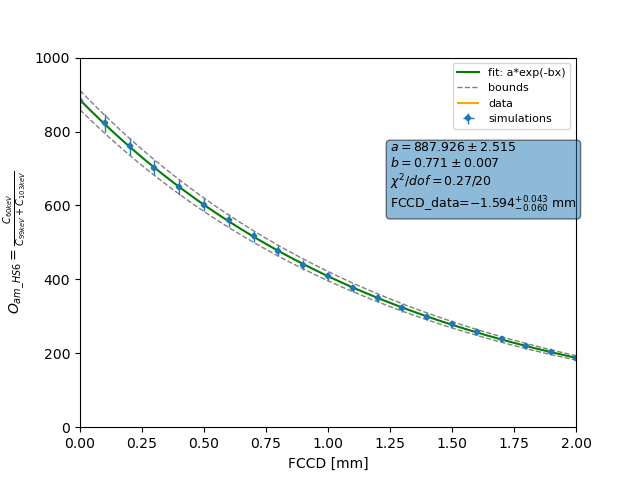 fit: a*exp(-bx)
bounds
data
simulations
a = 887.926 ± 2.515
b = 0.771 ± 0.007
χ²/dof = 0.27/20
FCCD_data=−1.594 +0.043 −0.060 mm
1000
800
600
400
200
0
O_am_HS6 = C_60keV / (C_99keV + C_103keV)
0.00 0.25 0.50 0.75 1.00 1.25 1.50 1.75 2.00
FCCD [mm]